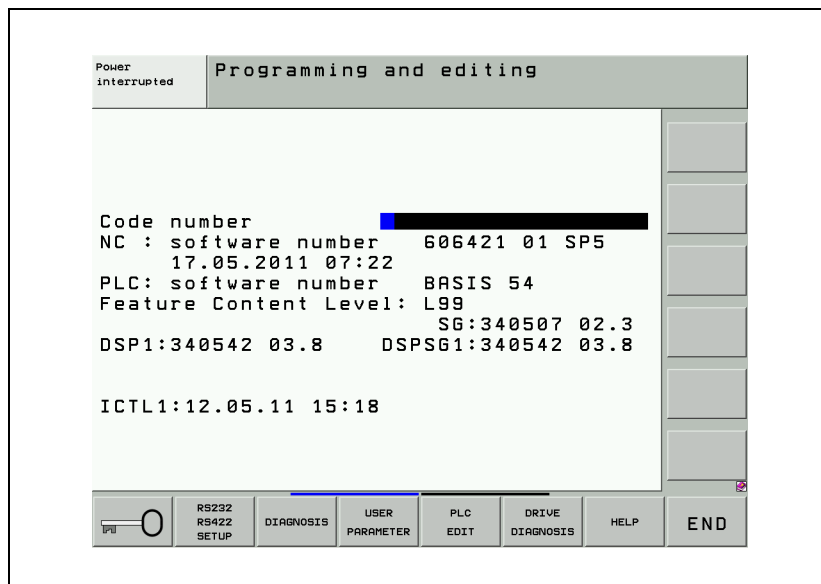 Power
interrupted
Programming and editing
Code number
NC : software number 606421 01 SP5
17.05.2011 07:22
PLC: software number BASIS 54
Feature Content Level: L99
SG:340507 02.3
DSP1:340542 03.8 DSPSG1:340542 03.8
ICTL1:12.05.11 15:18
RS232
RS422
SETUP
DIAGNOSIS
USER
PARAMETER
PLC
EDIT
DRIVE
DIAGNOSIS
HELP
END